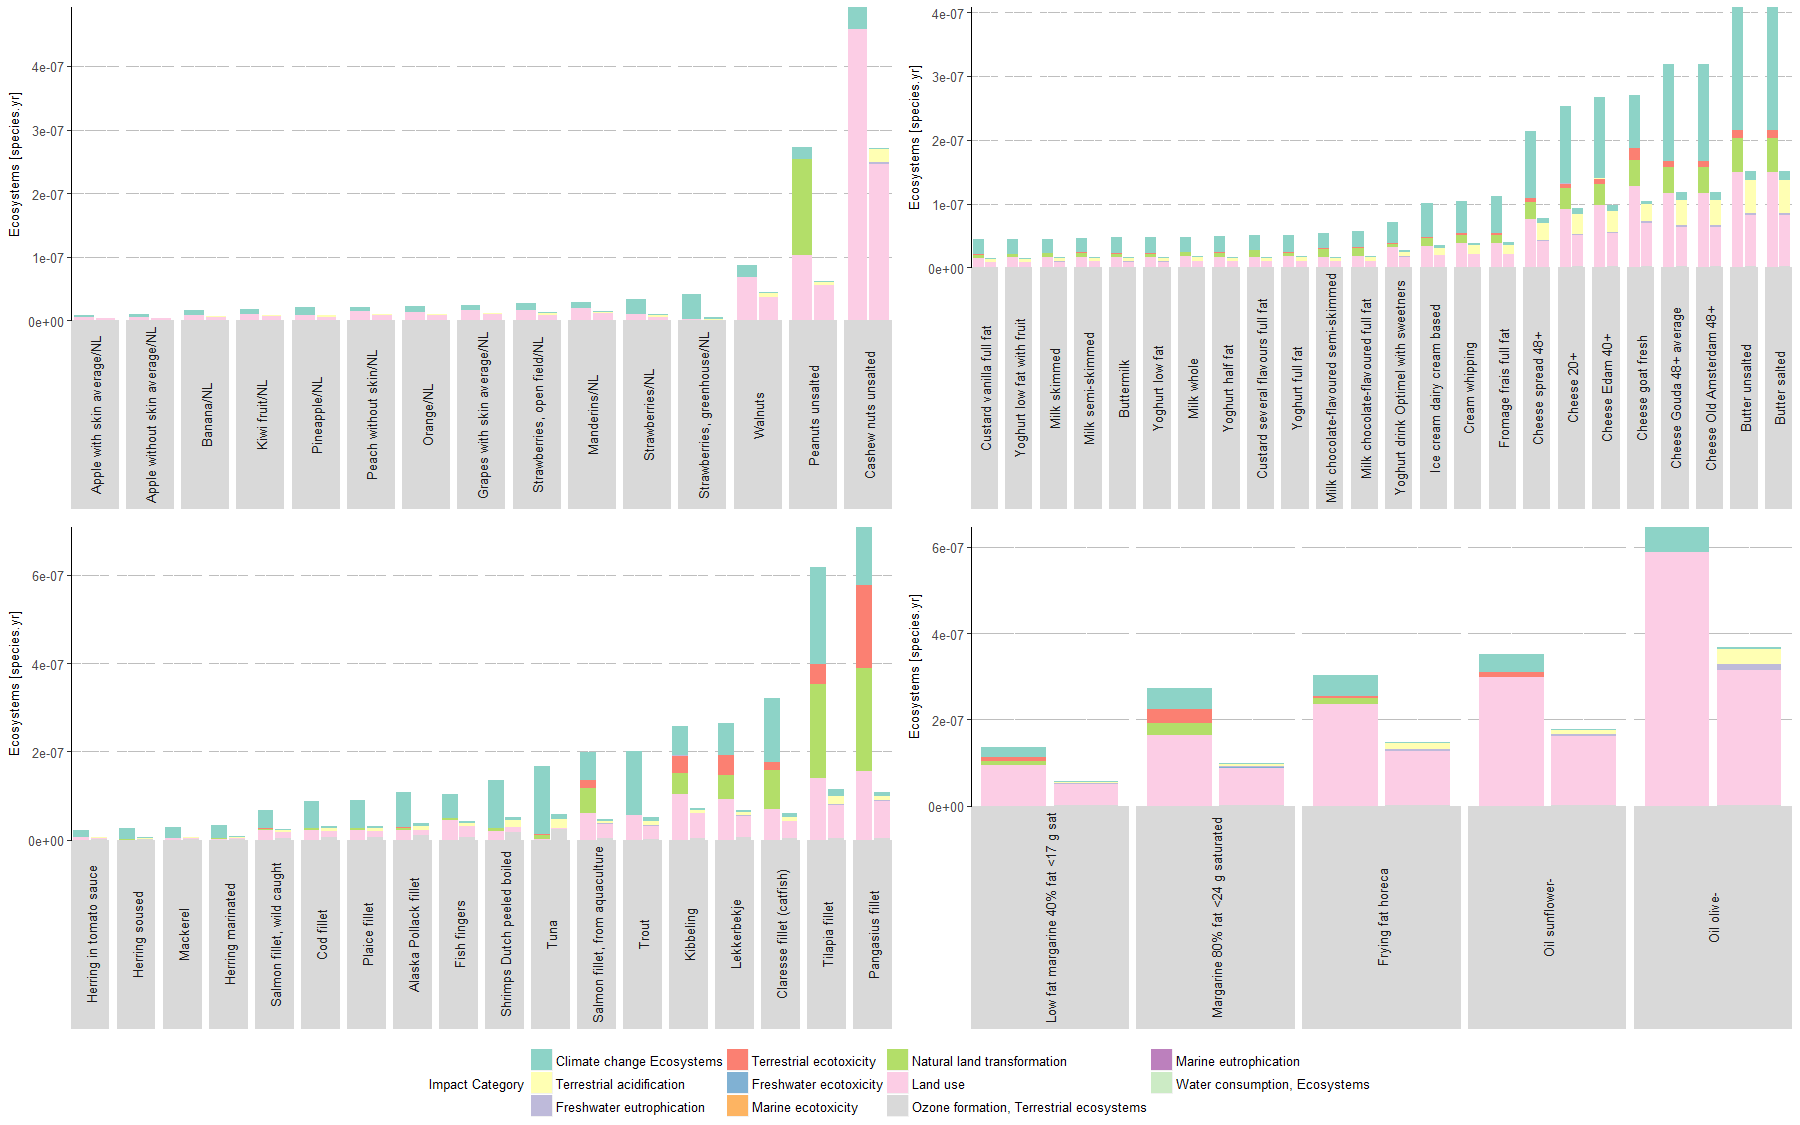 Ecosystems [species.yr]
4e-07
3e-07
2e-07
1e-07
0e+00
Apple with skin average/NL
Apple without skin average/NL
Banana/NL
Kiwi fruit/NL
Pineapple/NL
Peach without skin/NL
Orange/NL
Grapes with skin average/NL
Strawberries, open field/NL
Manderins/NL
Strawberries/NL
Strawberries, greenhouse/NL
Walnuts
Peanuts unsalted
Cashew nuts unsalted
Ecosystems [species.yr]
4e-07
3e-07
2e-07
1e-07
0e+00
Custard vanilla full fat
Yoghurt low fat with fruit
Milk skimmed
Milk semi-skimmed
Buttermilk
Yoghurt low fat
Milk whole
Yoghurt half fat
Custard several flavours full fat
Yoghurt full fat
Milk chocolate-flavoured semi-skimmed
Milk chocolate-flavoured full fat
Yoghurt drink Optimel with sweetners
Ice cream dairy cream based
Cream whipping
Fromage frais full fat
Cheese spread 48+
Cheese 20+
Cheese Edam 40+
Cheese goat fresh
Cheese Gouda 48+ average
Cheese Old Amsterdam 48+
Butter unsalted
Butter salted
Ecosystems [species.yr]
6e-07
4e-07
2e-07
0e+00
Herring in tomato sauce
Herring soused
Mackerel
Herring marinated
Salmon fillet, wild caught
Cod fillet
Plaice fillet
Alaska Pollack fillet
Fish fingers
Shrimps Dutch peeled boiled
Tuna
Salmon fillet, from aquaculture
Trout
Kibbeling
Lekkerbekje
Claresse fillet (catfish)
Tilapia fillet
Pangasius fillet
Ecosystems [species.yr]
6e-07
4e-07
2e-07
0e+00
Low fat margarine 40% fat <17 g sat
Margarine 80% fat <24 g saturated
Frying fat horeca
Oil sunflower-
Oil olive-
Impact Category
Climate change Ecosystems
Terrestrial acidification
Freshwater eutrophication
Terrestrial ecotoxicity
Freshwater ecotoxicity
Marine ecotoxicity
Natural land transformation
Land use
Ozone formation, Terrestrial ecosystems
Marine eutrophication
Water consumption, Ecosystems